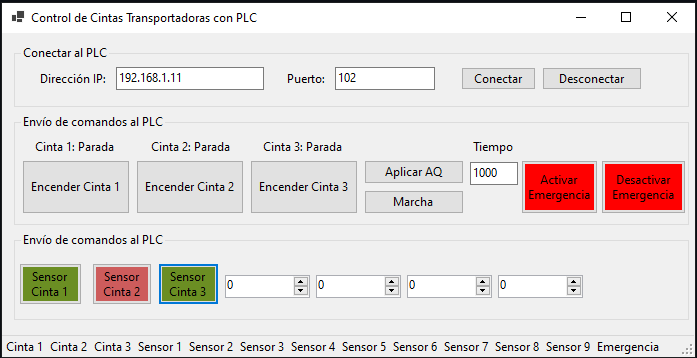 Control de Cintas Transportadoras con PLC
Conectar al PLC
Dirección IP: 192.168.1.11 Puerto: 102 Conectar Desconectar
Envío de comandos al PLC
Cinta 1: Parada Cinta 2: Parada Cinta 3: Parada Tiempo
Encender Cinta 1 Encender Cinta 2 Encender Cinta 3 Aplicar AQ Marcha 1000
Activar
Emergencia
Desactivar
Emergencia
Envío de comandos al PLC
Sensor
Cinta 1
Sensor
Cinta 2
Sensor
Cinta 3
0 0 0 0
Cinta 1 Cinta 2 Cinta 3 Sensor 1 Sensor 2 Sensor 3 Sensor 4 Sensor 5 Sensor 6 Sensor 7 Sensor 8 Sensor 9 Emergencia